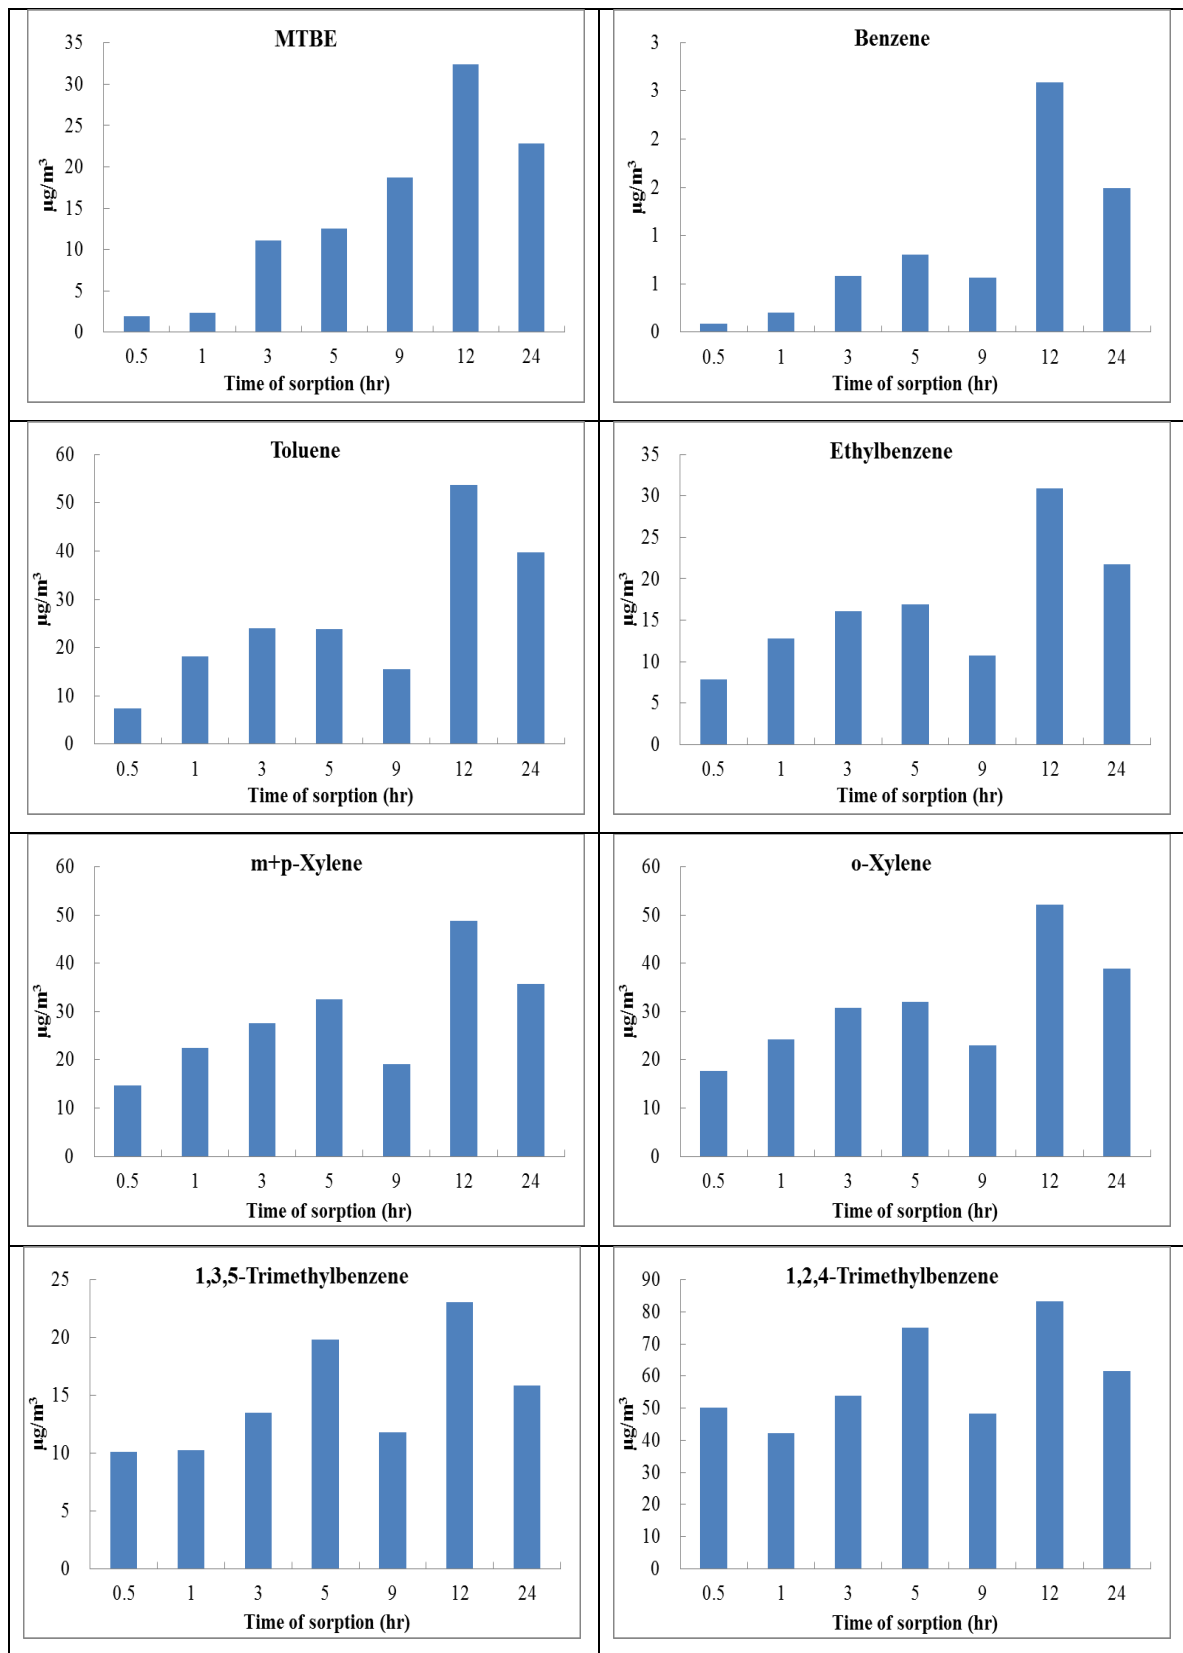 MTBE
35
30
25
20
15
10
5
0
µg/m³
0.5 1 3 5 9 12 24
Time of sorption (hr)
Benzene
3
3
2
2
1
1
0
µg/m³
0.5 1 3 5 9 12 24
Time of sorption (hr)
Toluene
60
50
40
30
20
10
0
µg/m³
0.5 1 3 5 9 12 24
Time of sorption (hr)
Ethylbenzene
35
30
25
20
15
10
5
0
µg/m³
0.5 1 3 5 9 12 24
Time of sorption (hr)
m+p-Xylene
60
50
40
30
20
10
0
µg/m³
0.5 1 3 5 9 12 24
Time of sorption (hr)
o-Xylene
60
50
40
30
20
10
0
µg/m³
0.5 1 3 5 9 12 24
Time of sorption (hr)
1,3,5-Trimethylbenzene
25
20
15
10
5
0
µg/m³
0.5 1 3 5 9 12 24
Time of sorption (hr)
1,2,4-Trimethylbenzene
90
80
70
60
50
40
30
20
10
0
µg/m³
0.5 1 3 5 9 12 24
Time of sorption (hr)